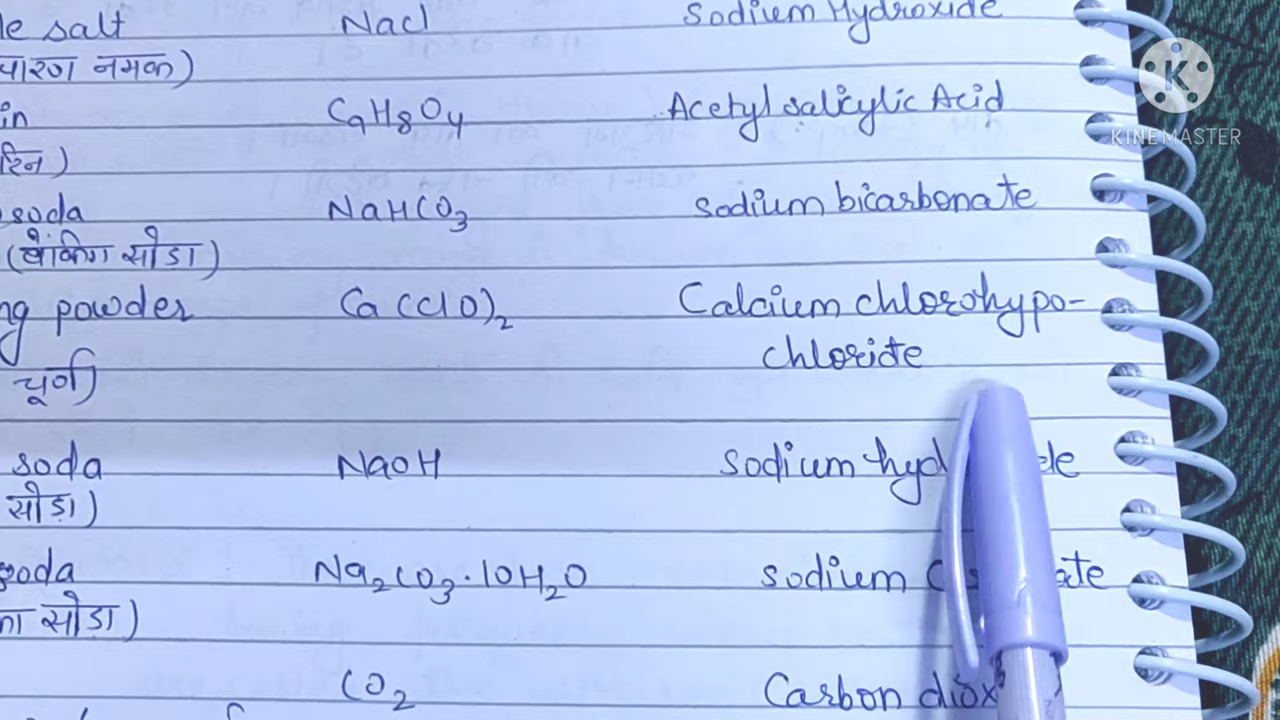 le salt NaCl Sodium Hydroxide
धारण नमक)
in C9H8O4 Acetyl salicylic Acid
रिन)
soda NaHCO3 Sodium bicarbonate
(बेकिंग सोडा)
ng powder Ca(ClO)2 Calcium chlorohypo-
चूर्ण) chloride
soda NaOH Sodium
सोडा)
soda Na2CO3.10H2O sodium
का सोडा)
CO2 Carbon
KINEMASTER